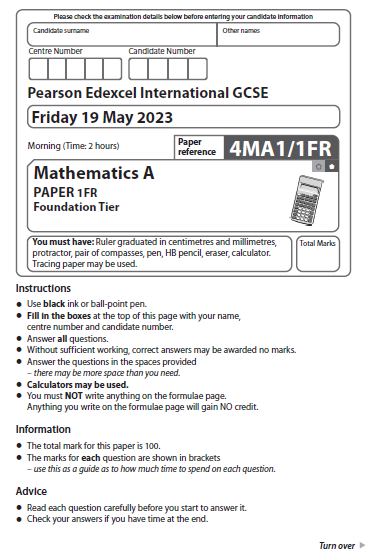 Please check the examination details below before entering your candidate information
Candidate surname
Other names
Centre Number
Candidate Number
Pearson Edexcel International GCSE
Friday 19 May 2023
Morning (Time: 2 hours)
Paper
reference
4MA1/1FR
Mathematics A
PAPER 1FR
Foundation Tier
You must have: Ruler graduated in centimetres and millimetres,
protractor, pair of compasses, pen, HB pencil, eraser, calculator.
Tracing paper may be used.
Total Marks
Instructions
● Use black ink or ball-point pen.
● Fill in the boxes at the top of this page with your name,
centre number and candidate number.
● Answer all questions.
● Without sufficient working, correct answers may be awarded no marks.
● Answer the questions in the spaces provided
– there may be more space than you need.
● Calculators may be used.
● You must NOT write anything on the formulae page.
Anything you write on the formulae page will gain NO credit.
Information
● The total mark for this paper is 100.
● The marks for each question are shown in brackets
– use this as a guide as to how much time to spend on each question.
Advice
● Read each question carefully before you start to answer it.
● Check your answers if you have time at the end.
Turn over